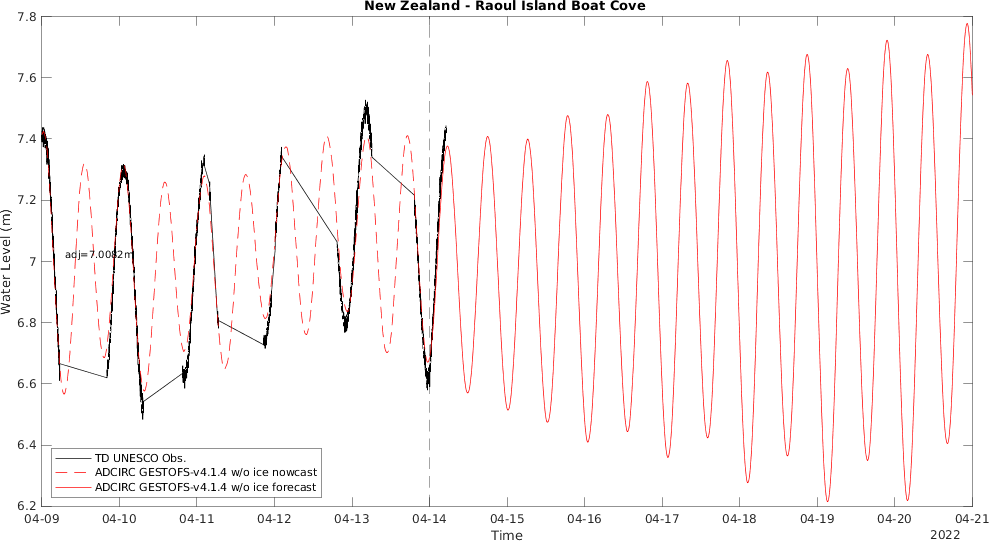 New Zealand - Raoul Island Boat Cove
7.8
7.6
7.4
7.2
7
6.8
6.6
6.4
6.2
Water Level (m)
adj=7.0082m
TD UNESCO Obs.
ADCIRC GESTOFS-v4.1.4 w/o ice nowcast
ADCIRC GESTOFS-v4.1.4 w/o ice forecast
04-09 04-10 04-11 04-12 04-13 04-14 04-15 04-16 04-17 04-18 04-19 04-20 04-21
Time
2022